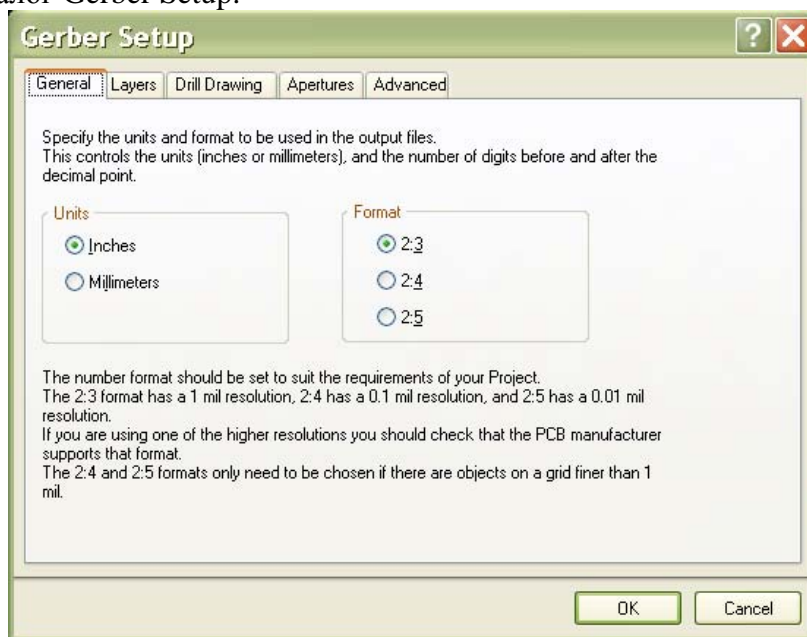 Gerber Setup.
Gerber Setup
General Layers Drill Drawing Apertures Advanced
Specify the units and format to be used in the output files.
This controls the units (inches or millimeters), and the number of digits before and after the
decimal point.
Units Format
Inches 2:3
Millimeters 2:4
2:5
The number format should be set to suit the requirements of your Project.
The 2:3 format has a 1 mil resolution, 2:4 has a 0.1 mil resolution, and 2:5 has a 0.01 mil
resolution.
If you are using one of the higher resolutions you should check that the PCB manufacturer
supports that format.
The 2:4 and 2:5 formats only need to be chosen if there are objects on a grid finer than 1
mil.
OK Cancel